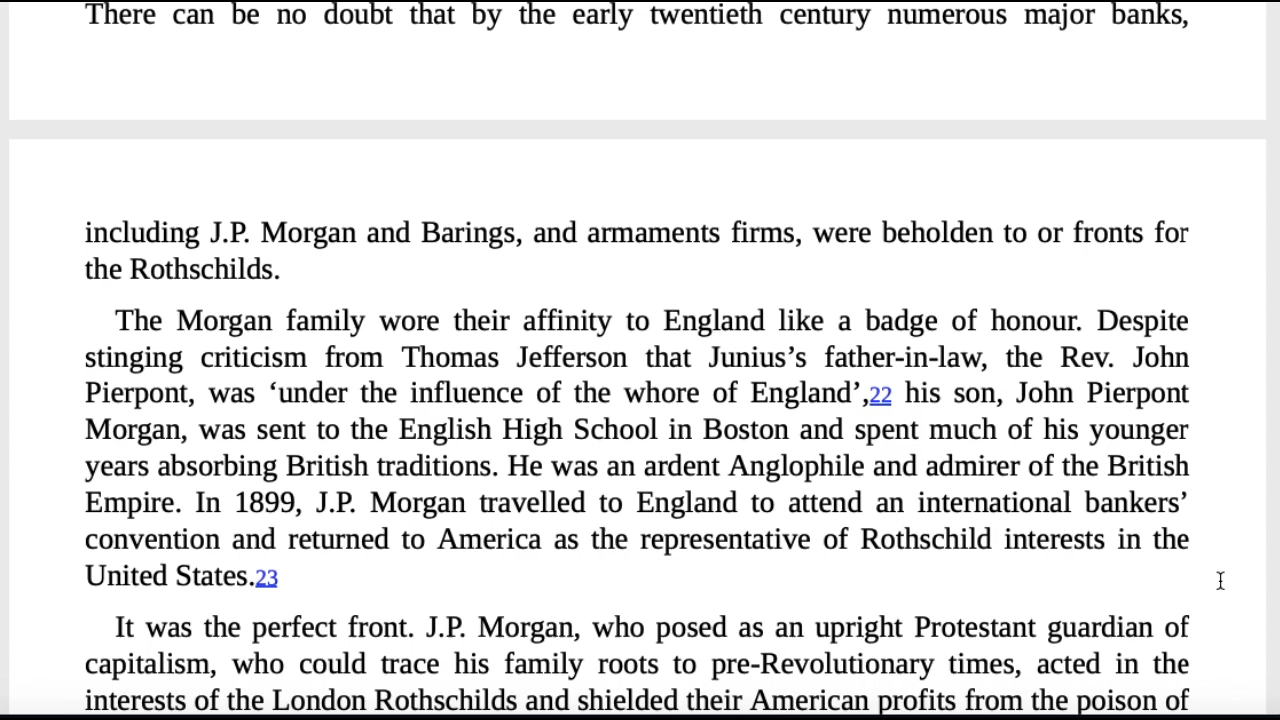 There can be no doubt that by the early twentieth century numerous major banks,
including J.P. Morgan and Barings, and armaments firms, were beholden to or fronts for
the Rothschilds.
The Morgan family wore their affinity to England like a badge of honour. Despite
stinging criticism from Thomas Jefferson that Junius’s father-in-law, the Rev. John
Pierpont, was ‘under the influence of the whore of England’,22 his son, John Pierpont
Morgan, was sent to the English High School in Boston and spent much of his younger
years absorbing British traditions. He was an ardent Anglophile and admirer of the British
Empire. In 1899, J.P. Morgan travelled to England to attend an international bankers’
convention and returned to America as the representative of Rothschild interests in the
United States.23
It was the perfect front. J.P. Morgan, who posed as an upright Protestant guardian of
capitalism, who could trace his family roots to pre-Revolutionary times, acted in the
interests of the London Rothschilds and shielded their American profits from the poison of